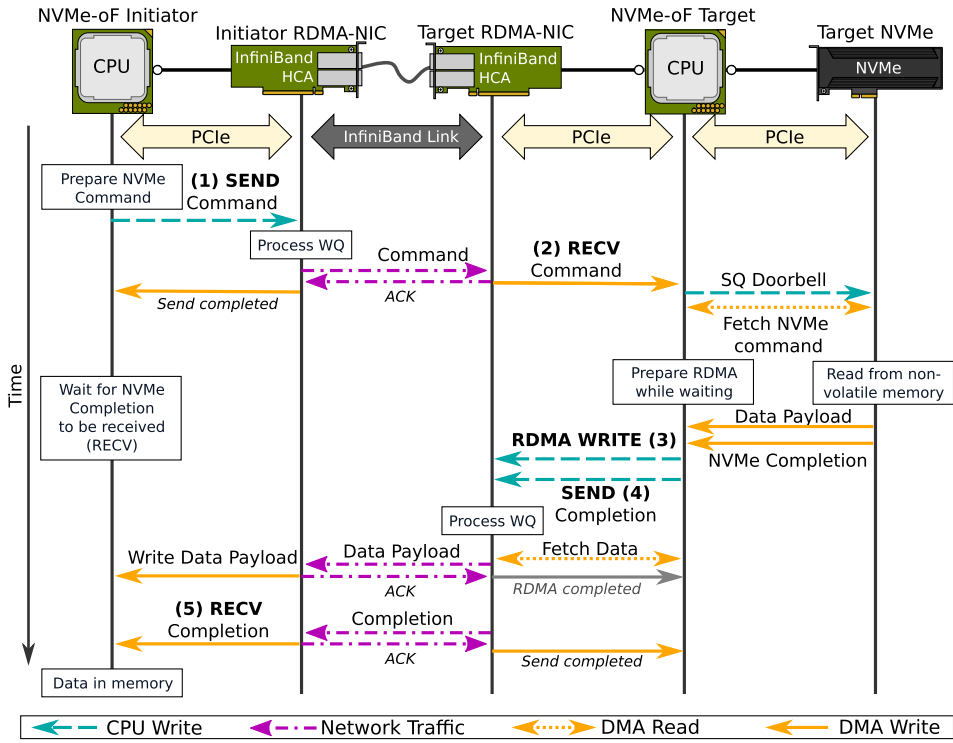 NVMe-oF Initiator
Initiator RDMA-NIC
Target RDMA-NIC
NVMe-oF Target
Target NVMe
CPU
InfiniBand
HCA
InfiniBand
HCA
CPU
NVMe
PCIe
InfiniBand Link
PCIe
PCIe
Prepare NVMe
Command
(1) SEND
Command
Process WQ
Command
ACK
Send completed
(2) RECV
Command
SQ Doorbell
Fetch NVMe
command
Time
Wait for NVMe
Completion
to be received
(RECV)
Prepare RDMA
while waiting
Read from non-
volatile memory
Data Payload
NVMe Completion
RDMA WRITE (3)
SEND (4)
Completion
Process WQ
Fetch Data
Data Payload
Write Data Payload
ACK
RDMA completed
(5) RECV
Completion
Completion
ACK
Send completed
Data in memory
CPU Write
Network Traffic
DMA Read
DMA Write